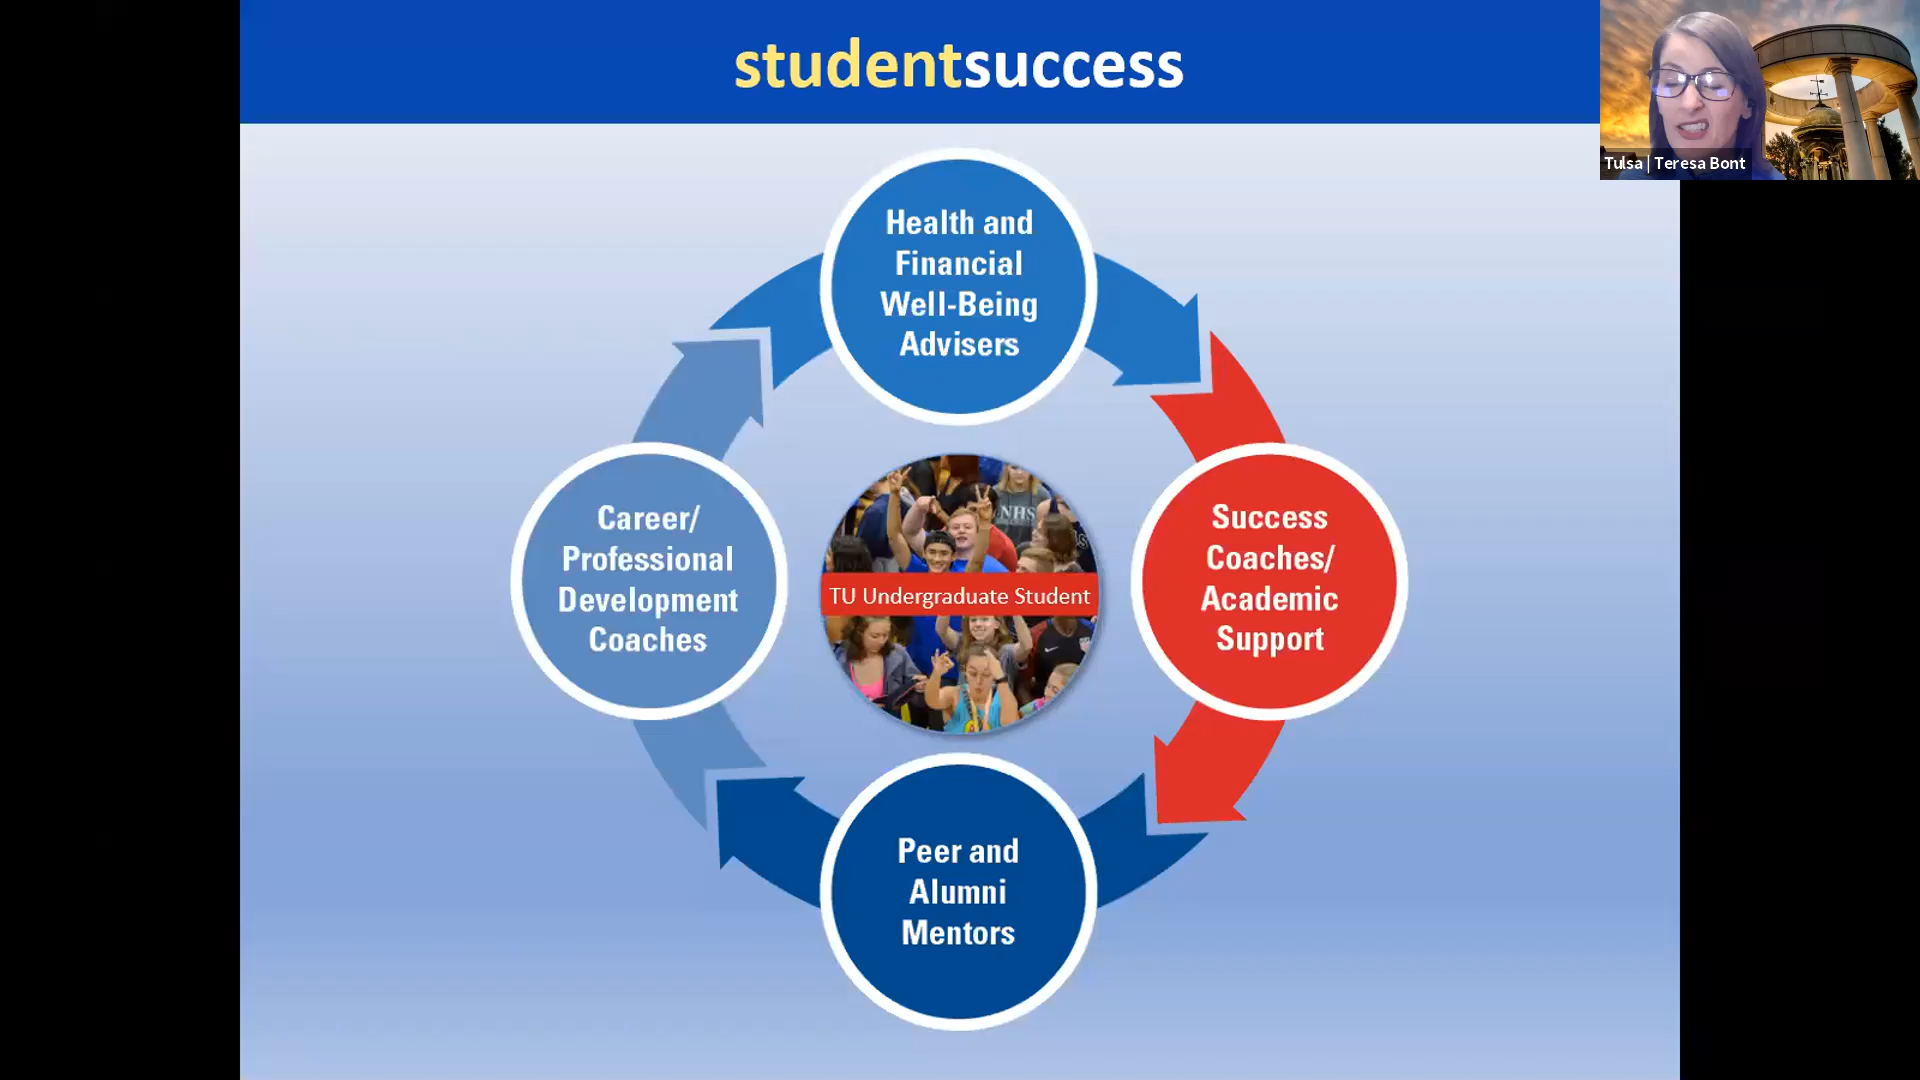 studentsuccess
Tulsa | Teresa Bont
Health and
Financial
Well-Being
Advisers
Career/
Professional
Development
Coaches
NHS
TU Undergraduate Student
Success
Coaches/
Academic
Support
Peer and
Alumni
Mentors